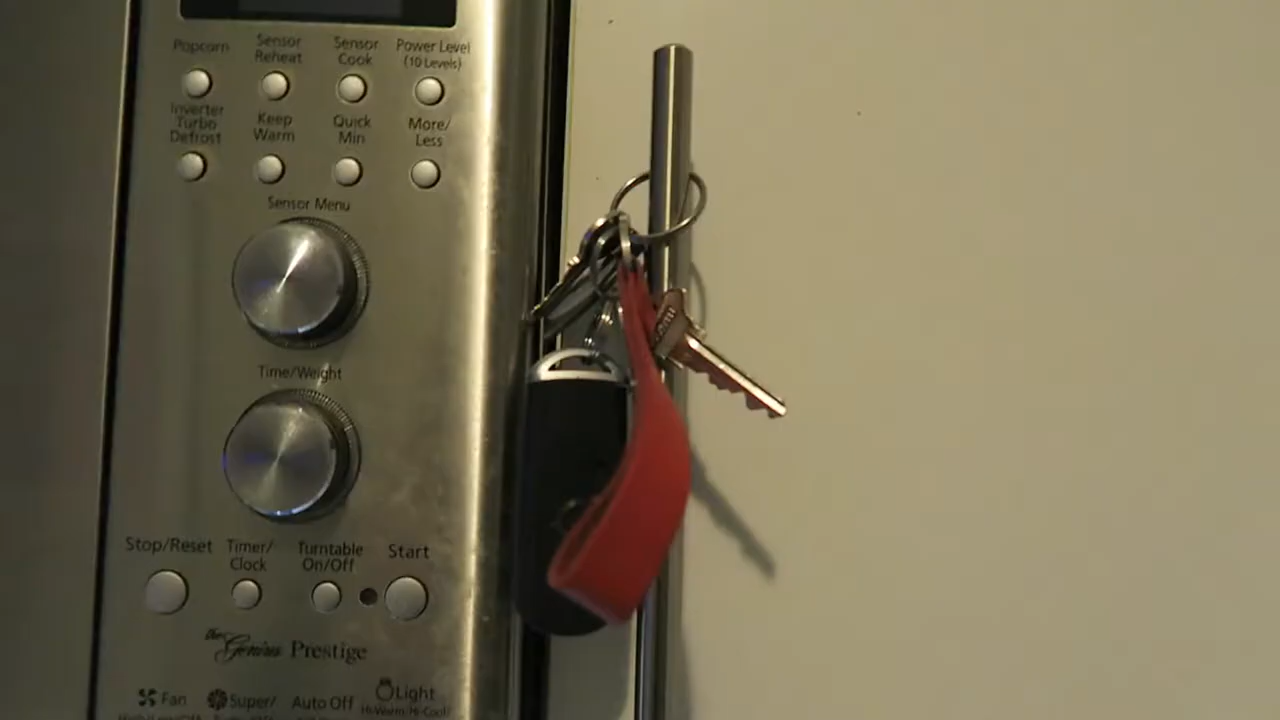 Popcorn
Sensor
Reheat
Sensor
Cook
Power Level
(10 Levels)
Inverter
Turbo
Defrost
Keep
Warm
Quick
Min
More/
Less
Sensor Menu
Time/Weight
Stop/Reset
Timer/
Clock
Turntable
On/Off
Start
the Genius Prestige
Fan
Super/
Auto Off
Light